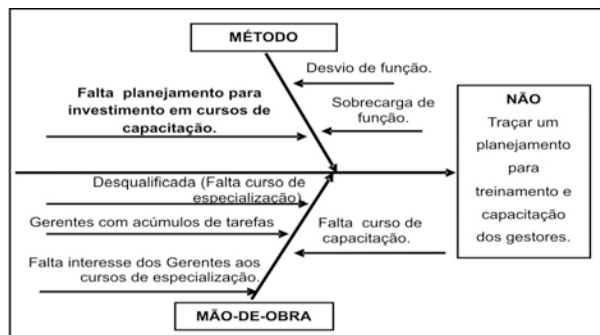 MÉTODO
Desvio de função.
Falta planejamento para
investimento em cursos de
capacitação.
Sobrecarga de
função.
NÃO
Traçar um
planejamento
para
treinamento e
capacitação
dos gestores.
Desqualificada (Falta curso de
especialização)
Gerentes com acúmulos de tarefas
Falta curso de
capacitação.
Falta interesse dos Gerentes aos
cursos de especialização.
MÃO-DE-OBRA